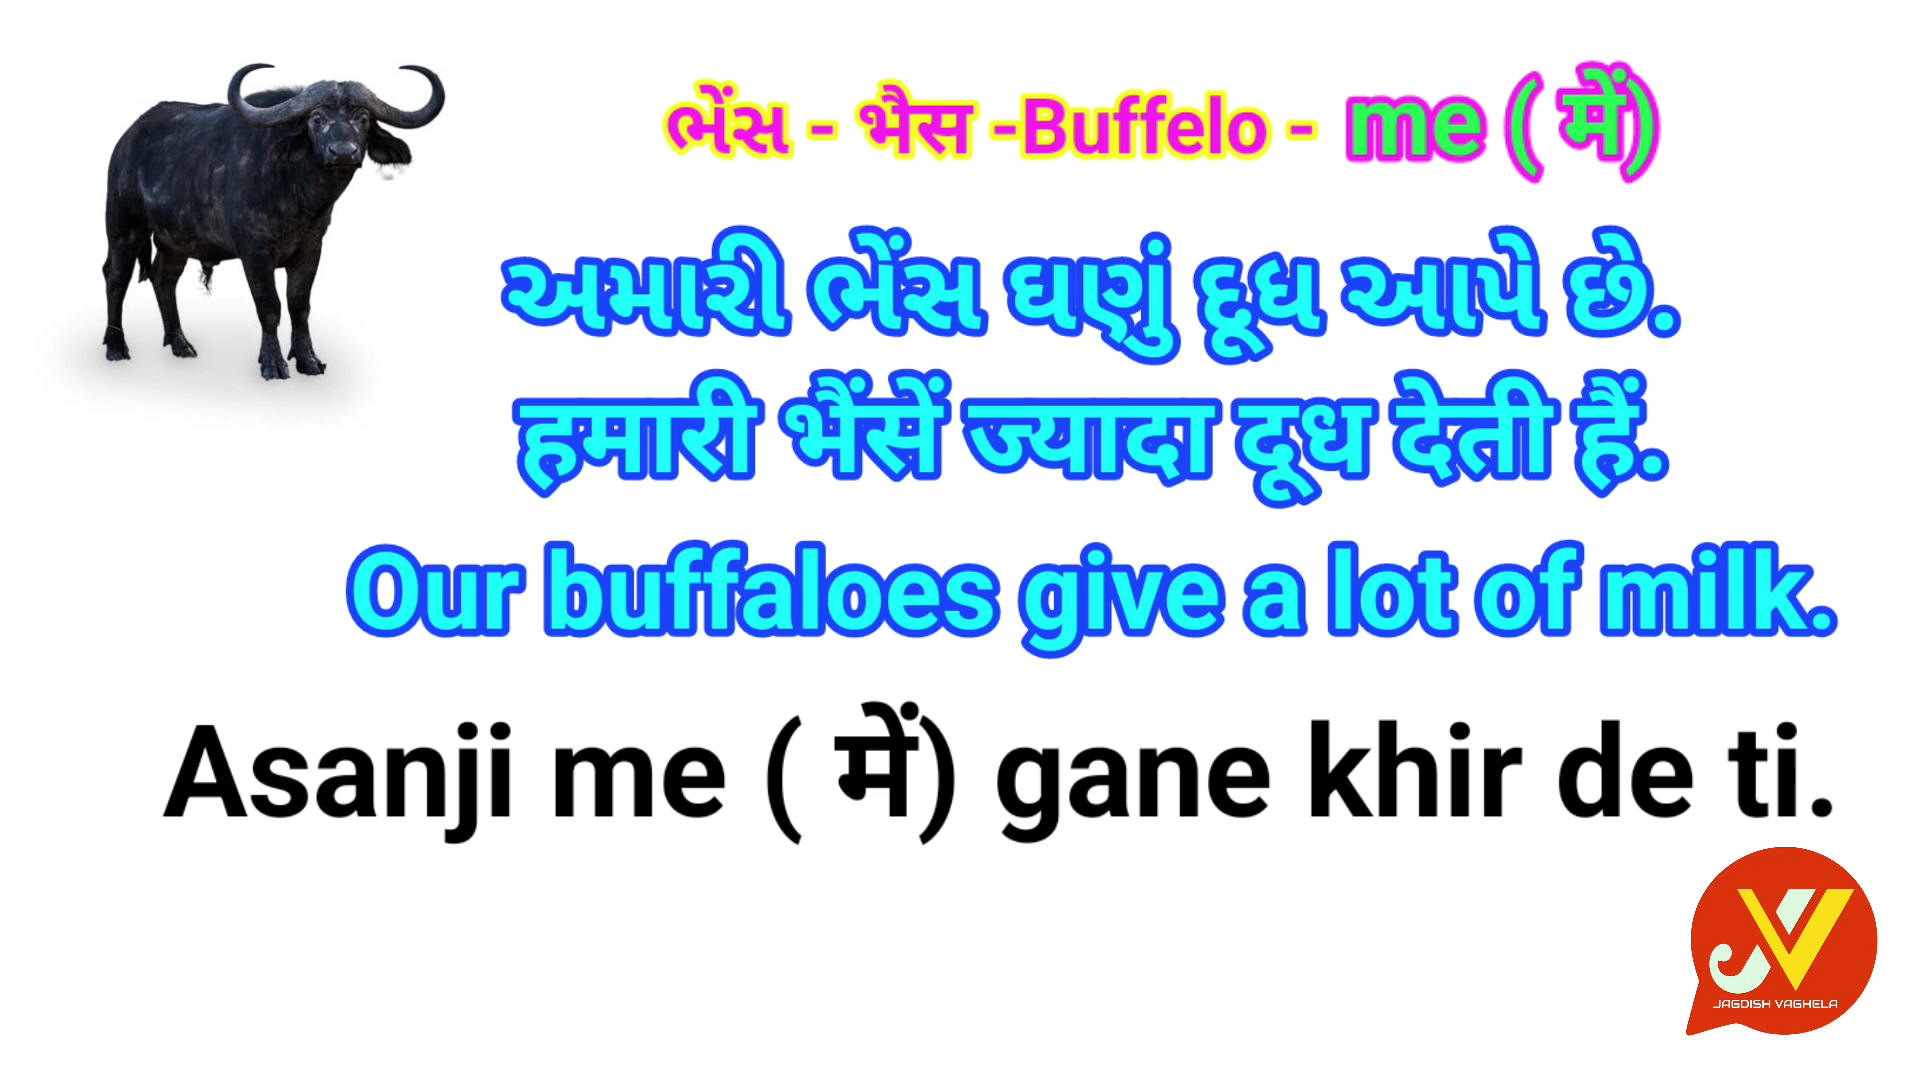 ભેંસ - भैस -Buffelo - me ( में)
અમારી ભેંસ ઘણું દૂધ આપે છે.
हमारी भैंसें ज्यादा दूध देती हैं.
Our buffaloes give a lot of milk.
Asanji me ( में) gane khir de ti.
JV
JAGDISH VAGHELA